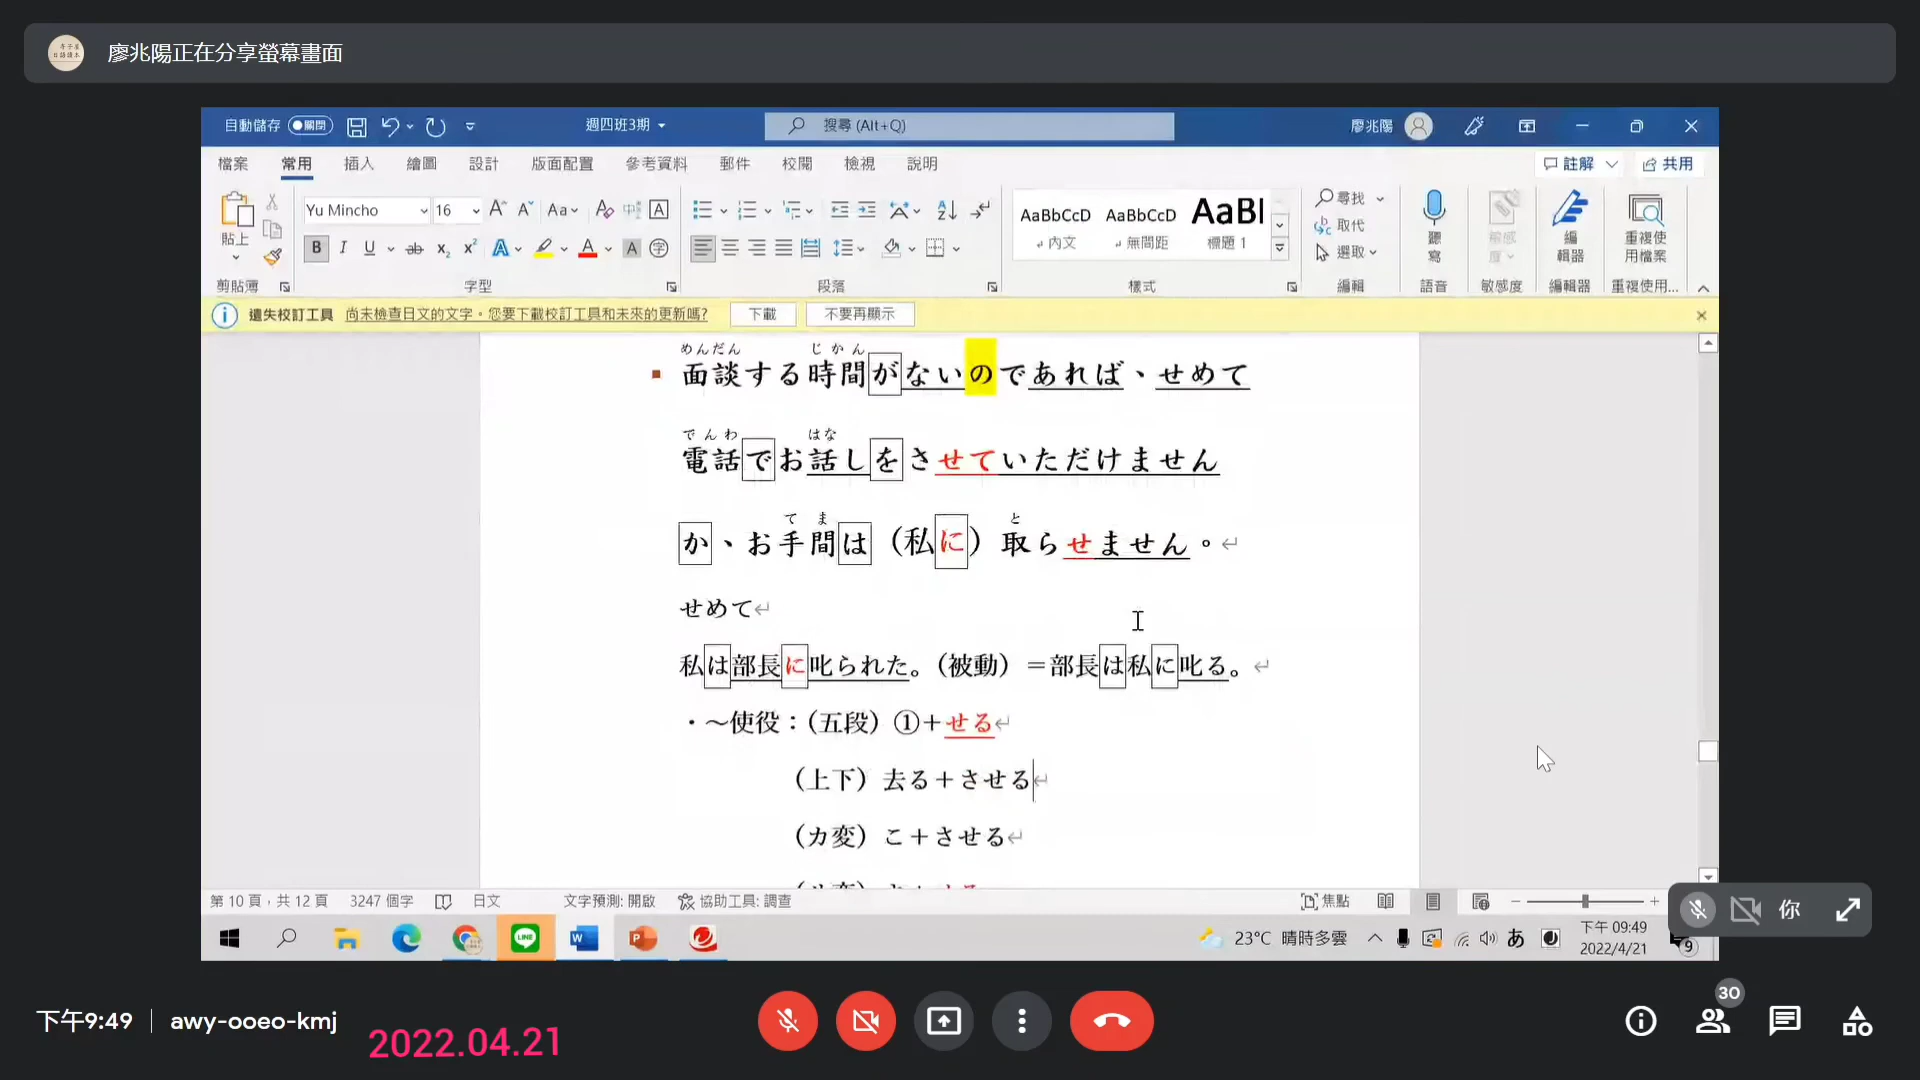 廖兆陽正在分享螢幕畫面
自動儲存 關閉 週四班3期 搜尋 (Alt+Q) 廖兆陽
檔案 常用 插入 繪圖 設計 版面配置 參考資料 郵件 校閱 檢視 說明 註解 共用
貼上
剪貼簿
Yu Mincho 16
字型
段落
AaBbCcD AaBbCcD AaBl
內文 無間距 標題 1
樣式
尋找
取代
選取
編輯
聽寫
語音
敏感度
敏感度
編輯器
編輯器
重複使用檔案
重複使用...
遺失校訂工具 尚未檢查日文的文字。您要下載校訂工具和未來的更新嗎? 下載 不要再顯示
めんだん じかん
面談する時間がないのであれば、せめて
でんわ はな
電話でお話しをさせていただけません
てま と
か、お手間は（私に）取らせません。
せめて
私は部長に叱られた。（被動）＝部長は私に叱る。
・～使役：（五段）①＋せる
（上下）去る＋させる
（カ変）こ＋させる
第 10 頁，共 12 頁 3247 個字 日文 文字預測: 開啟 協助工具: 調查 焦點
LINE
23°C 晴時多雲 あ 下午 09:49
2022/4/21
9
你
下午9:49 awy-ooeo-kmj
2022.04.21
30